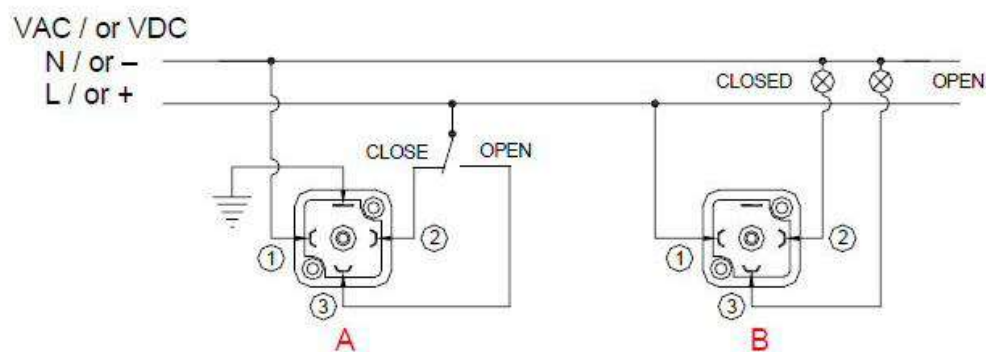 VAC / or VDC
N / or –
L / or +
CLOSED
OPEN
CLOSE
OPEN
1
2
3
1
2
3
A
B